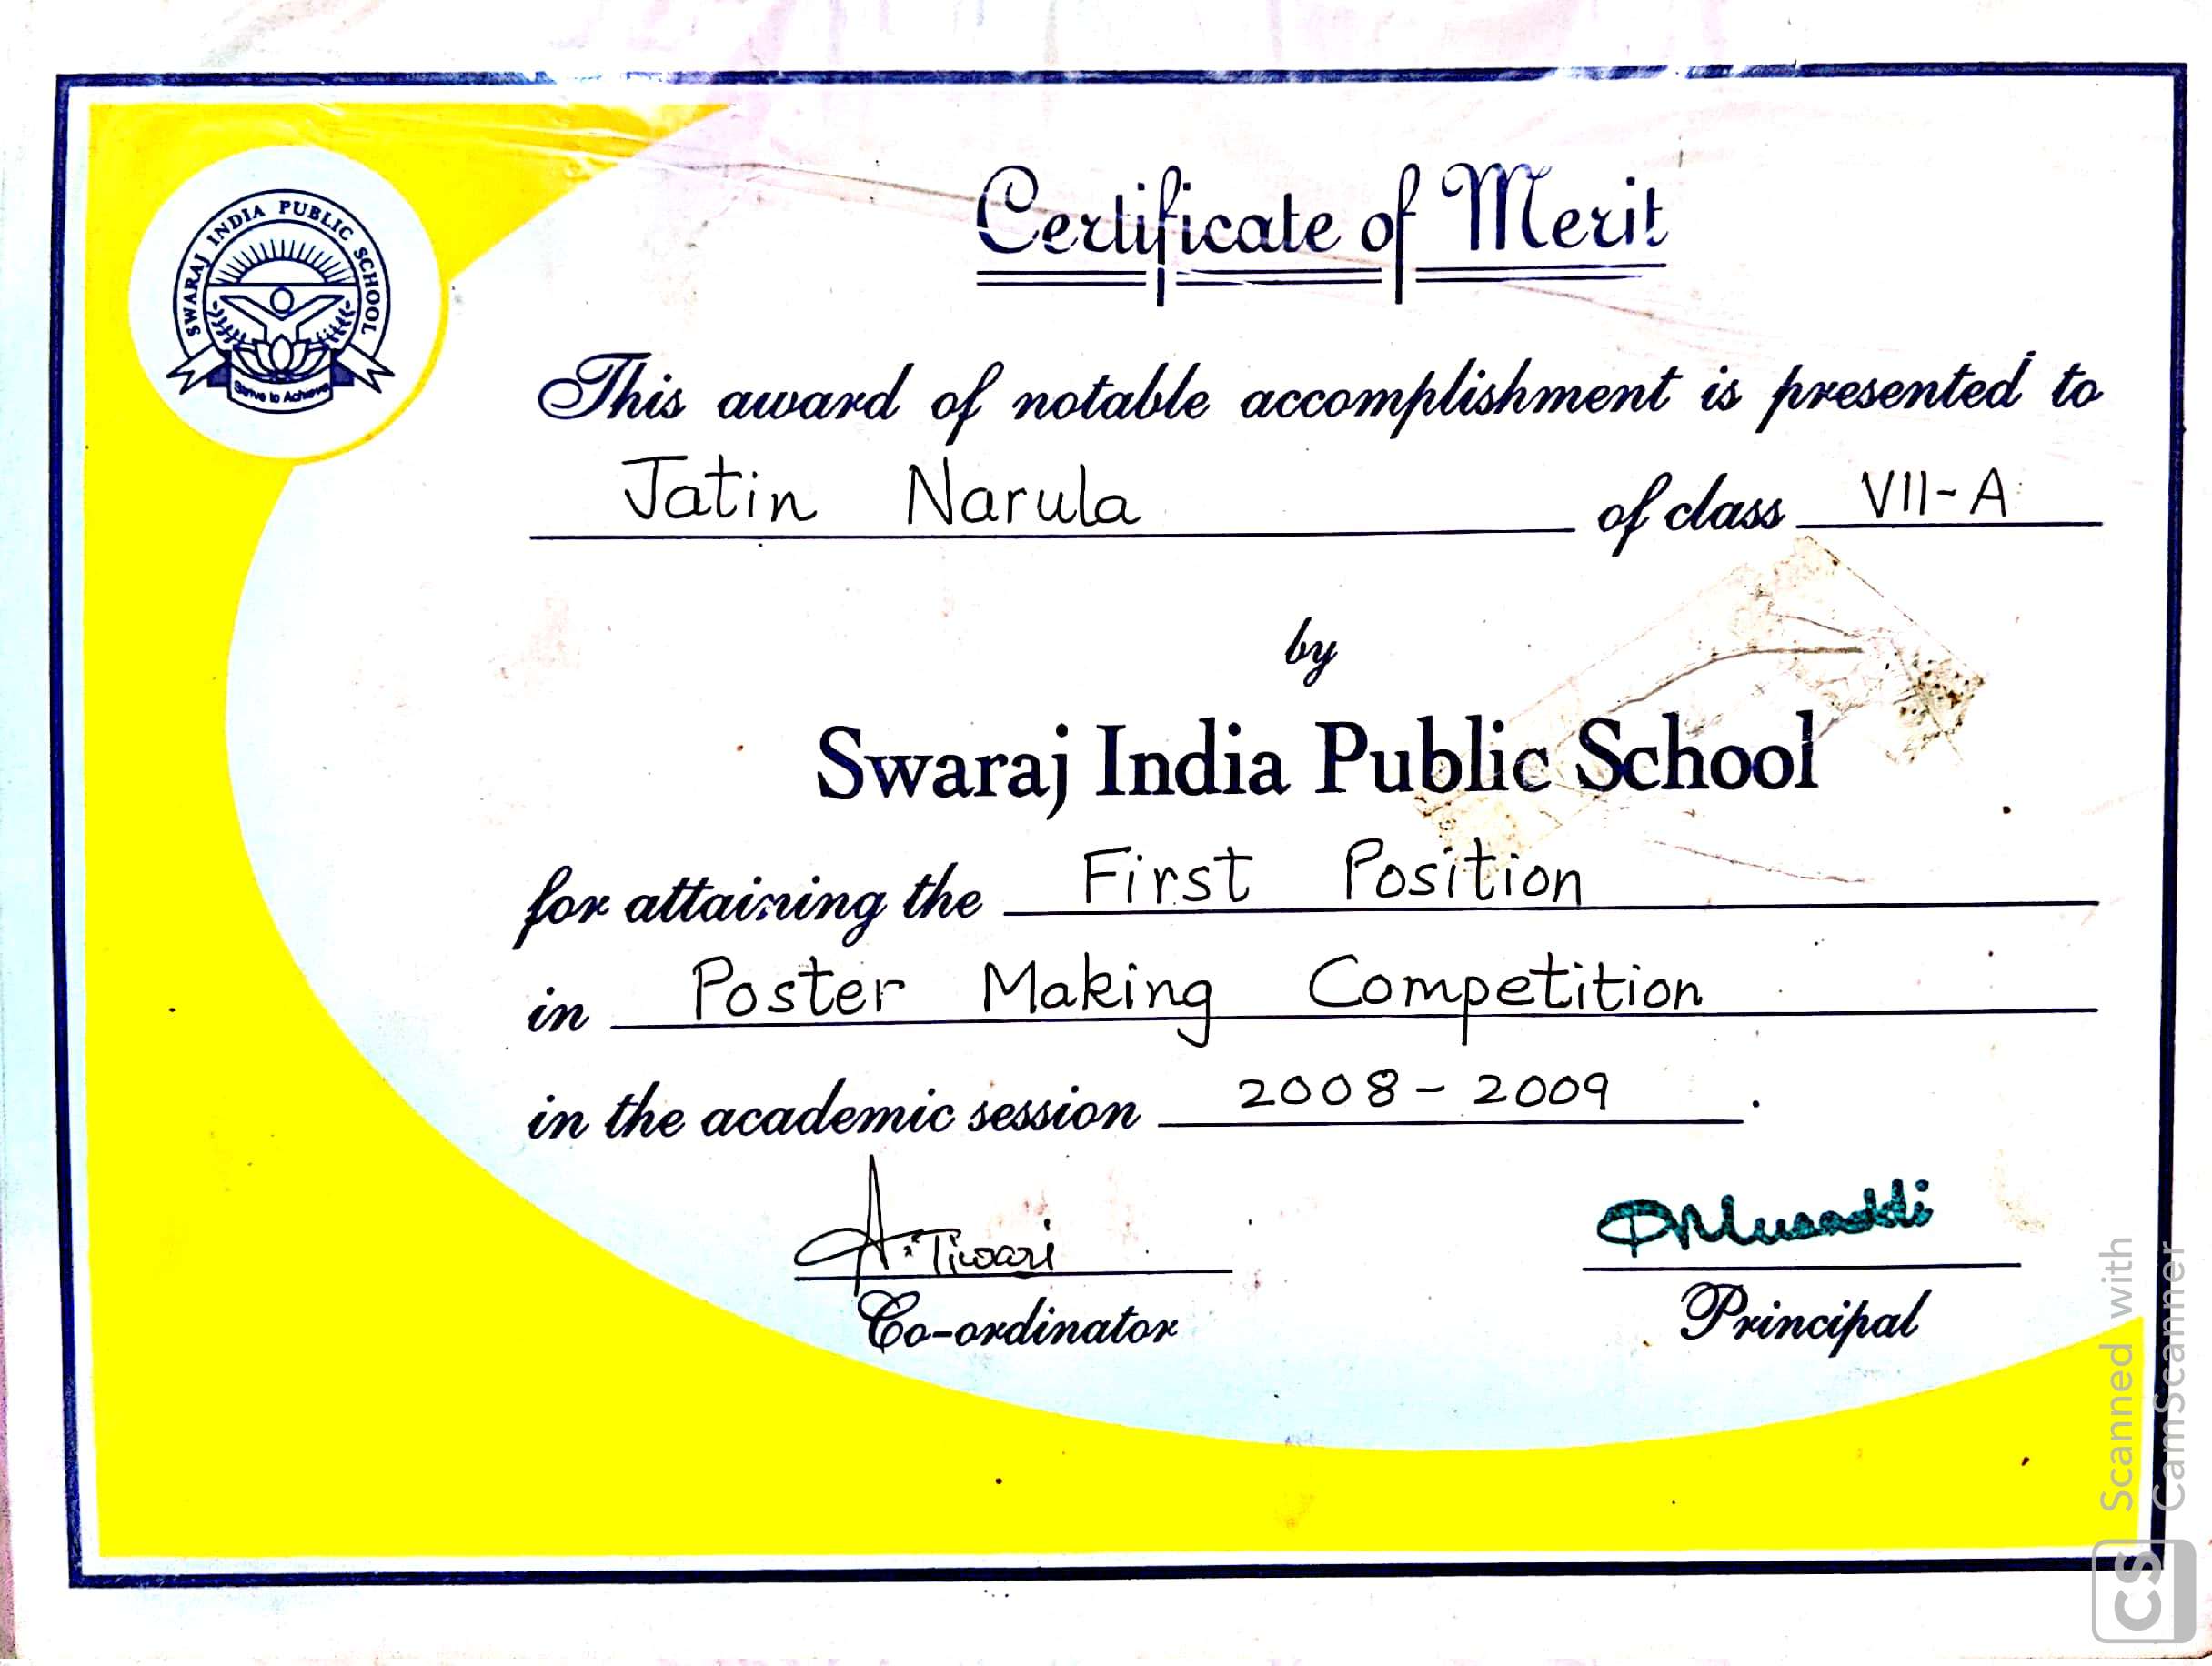 SWARAJ INDIA PUBLIC SCHOOL
Strive to Achieve
Certificate of Merit
This award of notable accomplishment is presented to
Jatin Narula of class VII-A
by
Swaraj India Public School
for attaining the First Position
in Poster Making Competition
in the academic session 2008-2009.
A. Tiwari
Co-ordinator
Principal
Scanned with
CamScanner
CS